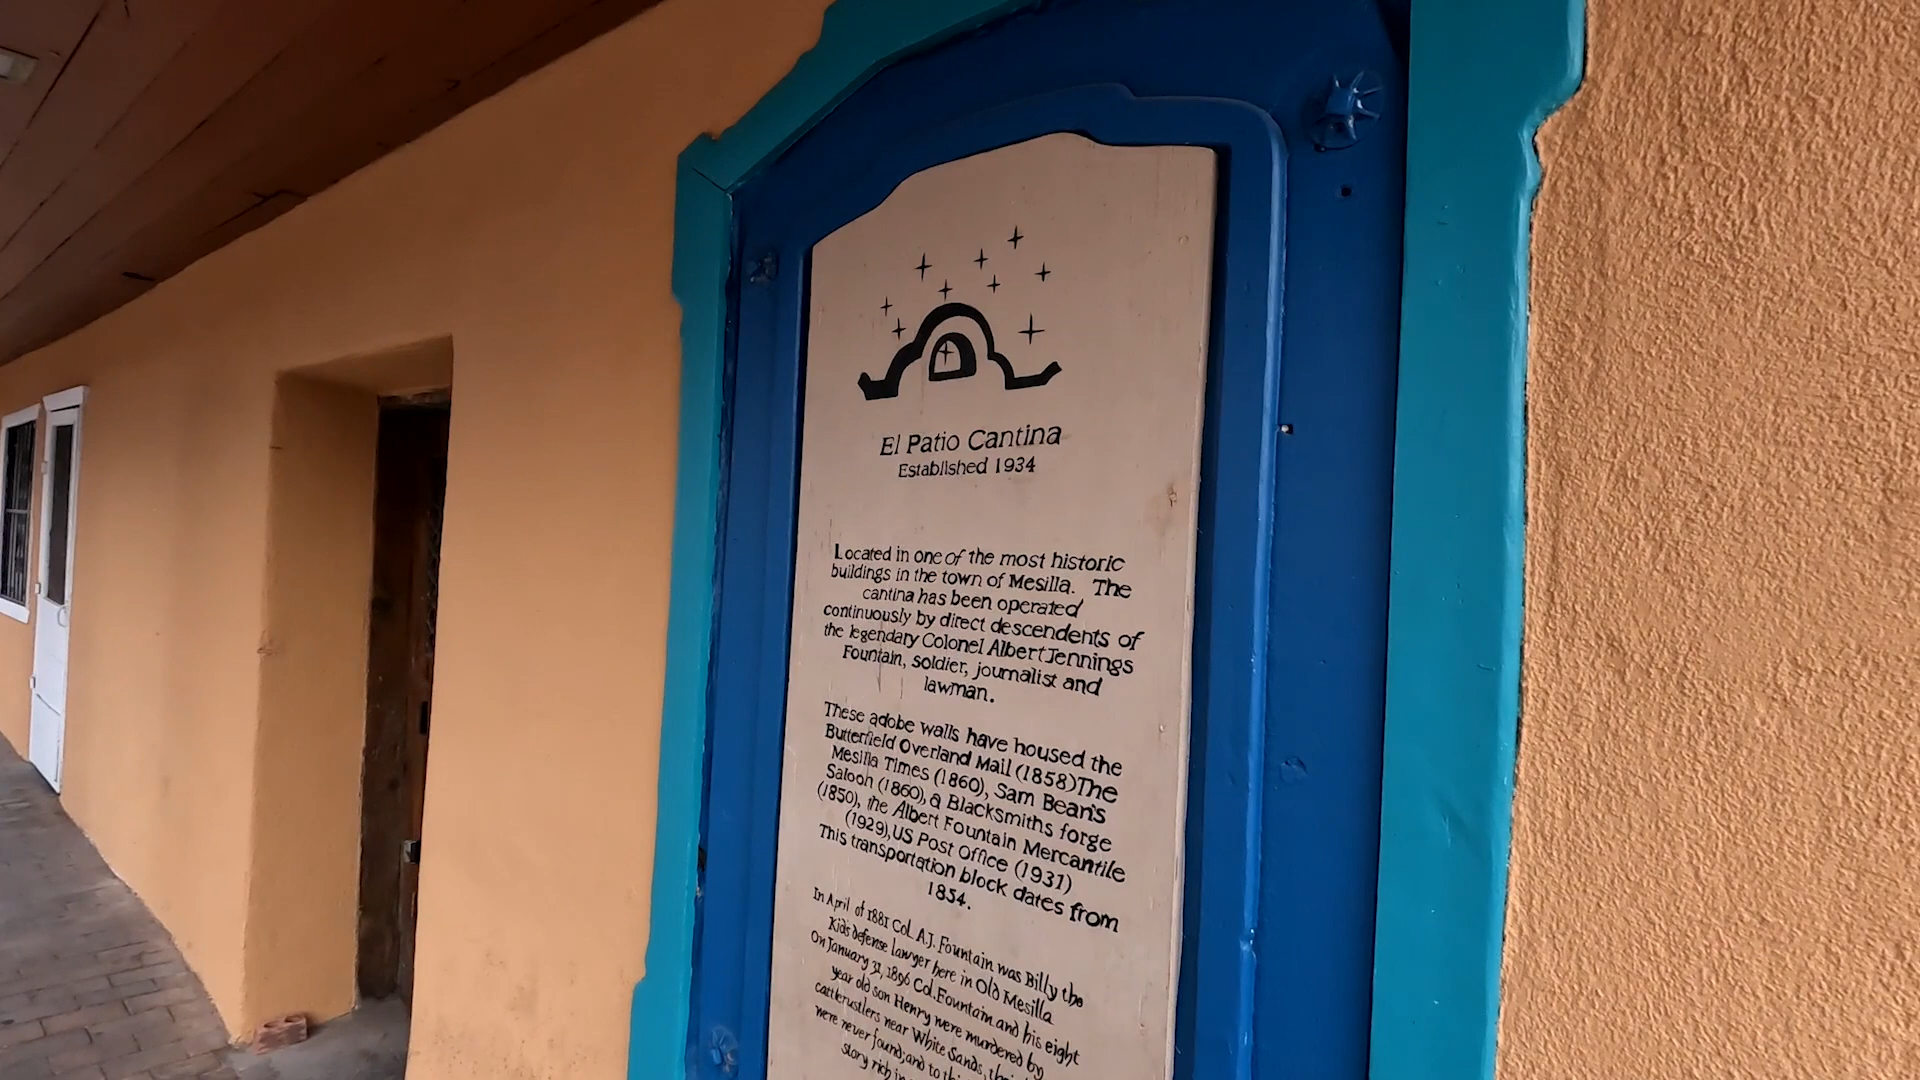 El Patio Cantina
Established 1934
Located in one of the most historic
buildings in the town of Mesilla. The
cantina has been operated
continuously by direct descendents of
the legendary Colonel Albert Jennings
Fountain, soldier, journalist and
lawman.
These adobe walls have housed the
Butterfield Overland Mail (1858) The
Mesilla Times (1860), Sam Bean's
Saloon (1860), a Blacksmiths forge
(1850), the Albert Fountain Mercantile
(1929), US Post Office (1931)
This transportation block dates from
1854.
In April of 1881 Col. A.J. Fountain was Billy the
Kids defense lawyer here in Old Mesilla
On January 31, 1896 Col. Fountain and his eight
year old son Henry were murdered by
cattlerustlers near White Sands,
were never found; and to
story rich